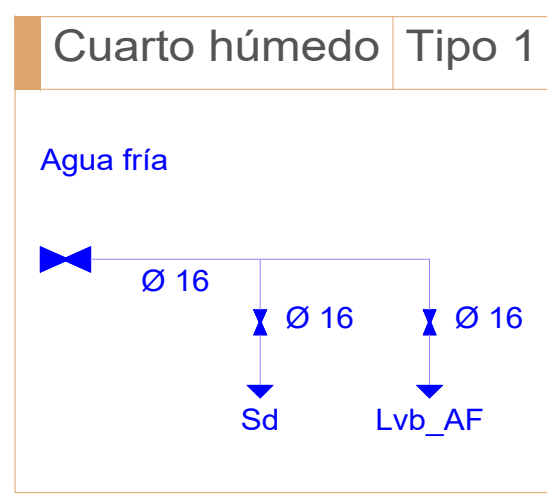 Cuarto húmedo Tipo 1
Agua fría
Ø 16
Ø 16 Ø 16
Sd Lvb_AF